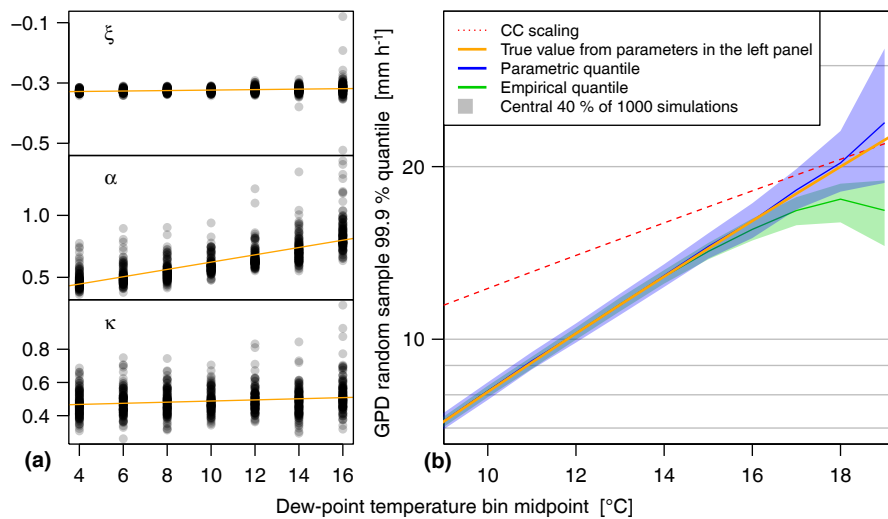 −0.1
−0.3
−0.5
ξ
1.0
0.5
α
0.8
0.6
0.4
κ
4 6 8 10 12 14 16
(a)
GPD random sample 99.9 % quantile [mm h⁻¹]
20
10
CC scaling
True value from parameters in the left panel
Parametric quantile
Empirical quantile
Central 40 % of 1000 simulations
10 12 14 16 18
(b)
Dew-point temperature bin midpoint [°C]